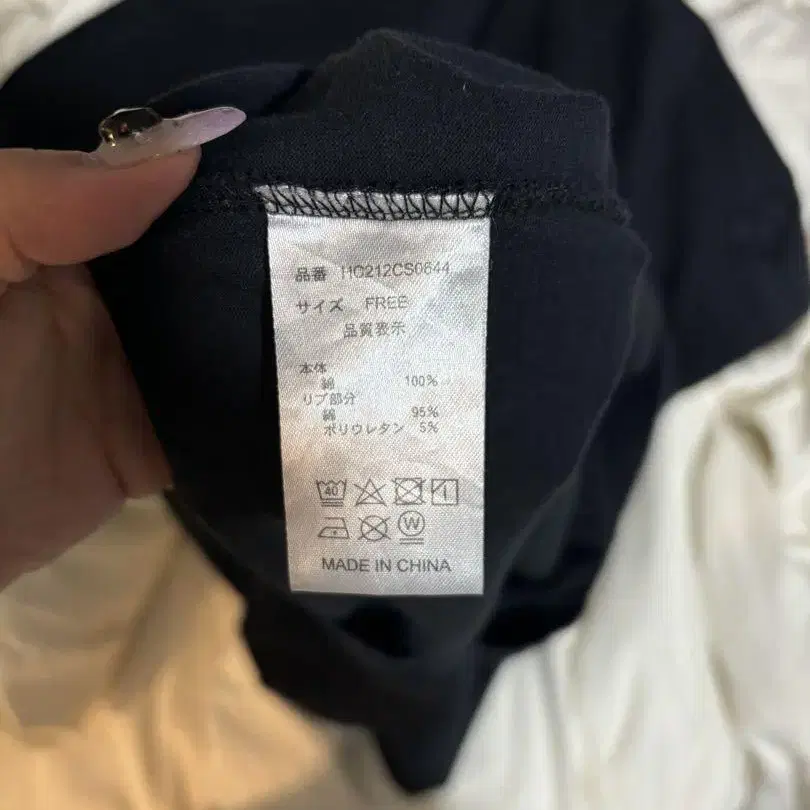 品番 HC212CS0644
サイズ FREE
品質表示
本体
綿 100%
リブ部分
綿 95%
ポリウレタン 5%
40
W
MADE IN CHINA